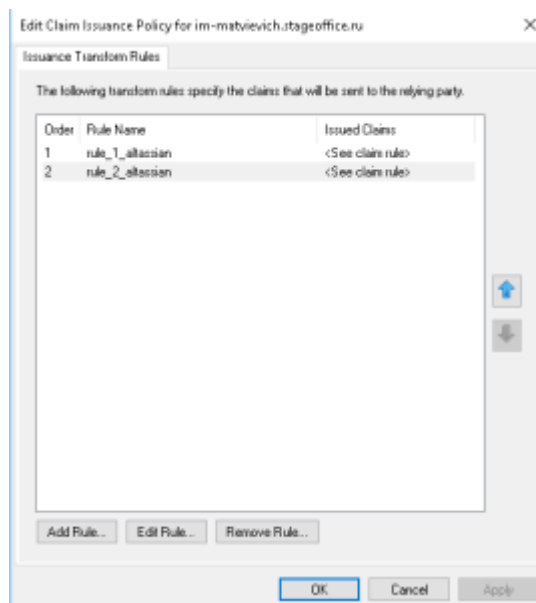 Edit Claim Issuance Policy for im-matvievich.stageoffice.ru
Issuance Transform Rules
The following transform rules specify the claims that will be sent to the relying party.
Order Rule Name Issued Claims
1 rule_1_altassian <See claim rule>
2 rule_2_altassian <See claim rule>
Add Rule... Edit Rule... Remove Rule...
OK Cancel Apply